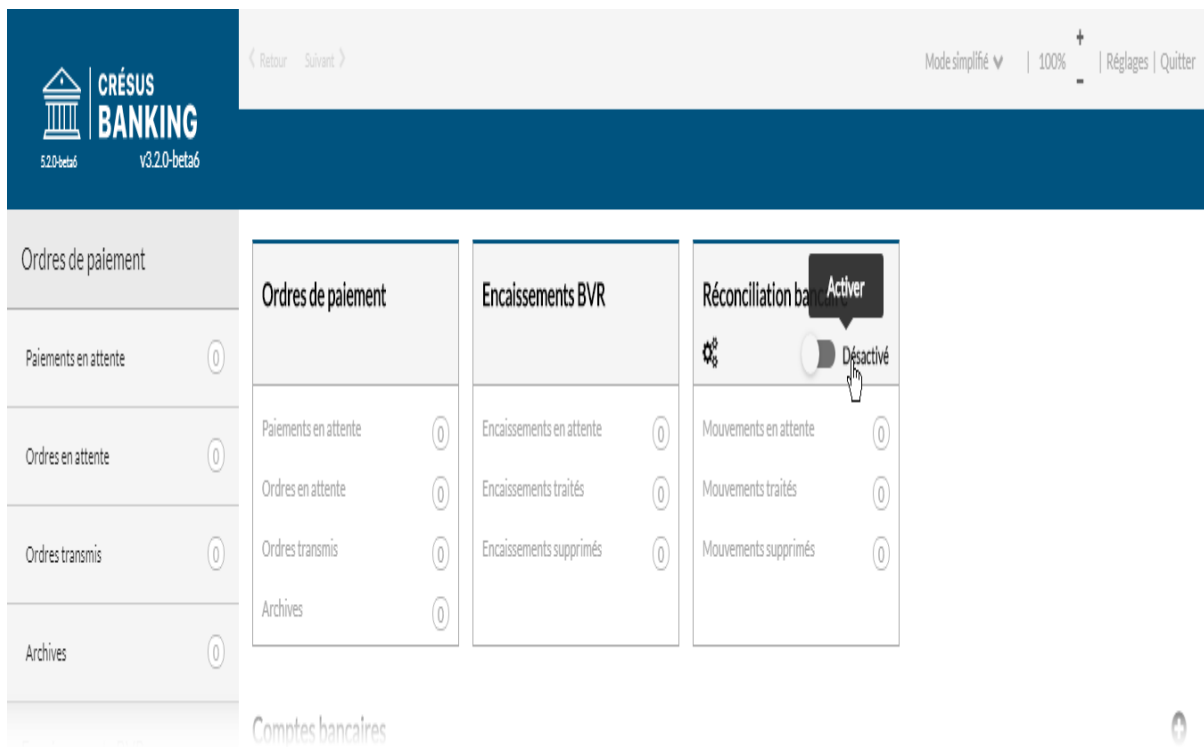 CRÉSUS
BANKING
5.2.0-beta6 v3.2.0-beta6
Retour Suivant
Mode simplifié | 100% + - | Réglages | Quitter
Ordres de paiement
Paiements en attente 0
Ordres en attente 0
Ordres transmis 0
Archives 0
Ordres de paiement
Paiements en attente 0
Ordres en attente 0
Ordres transmis 0
Archives 0
Encaissements BVR
Encaissements en attente 0
Encaissements traités 0
Encaissements supprimés 0
Activer
Réconciliation bancaire
Désactivé
Mouvements en attente 0
Mouvements traités 0
Mouvements supprimés 0
Comptes bancaires